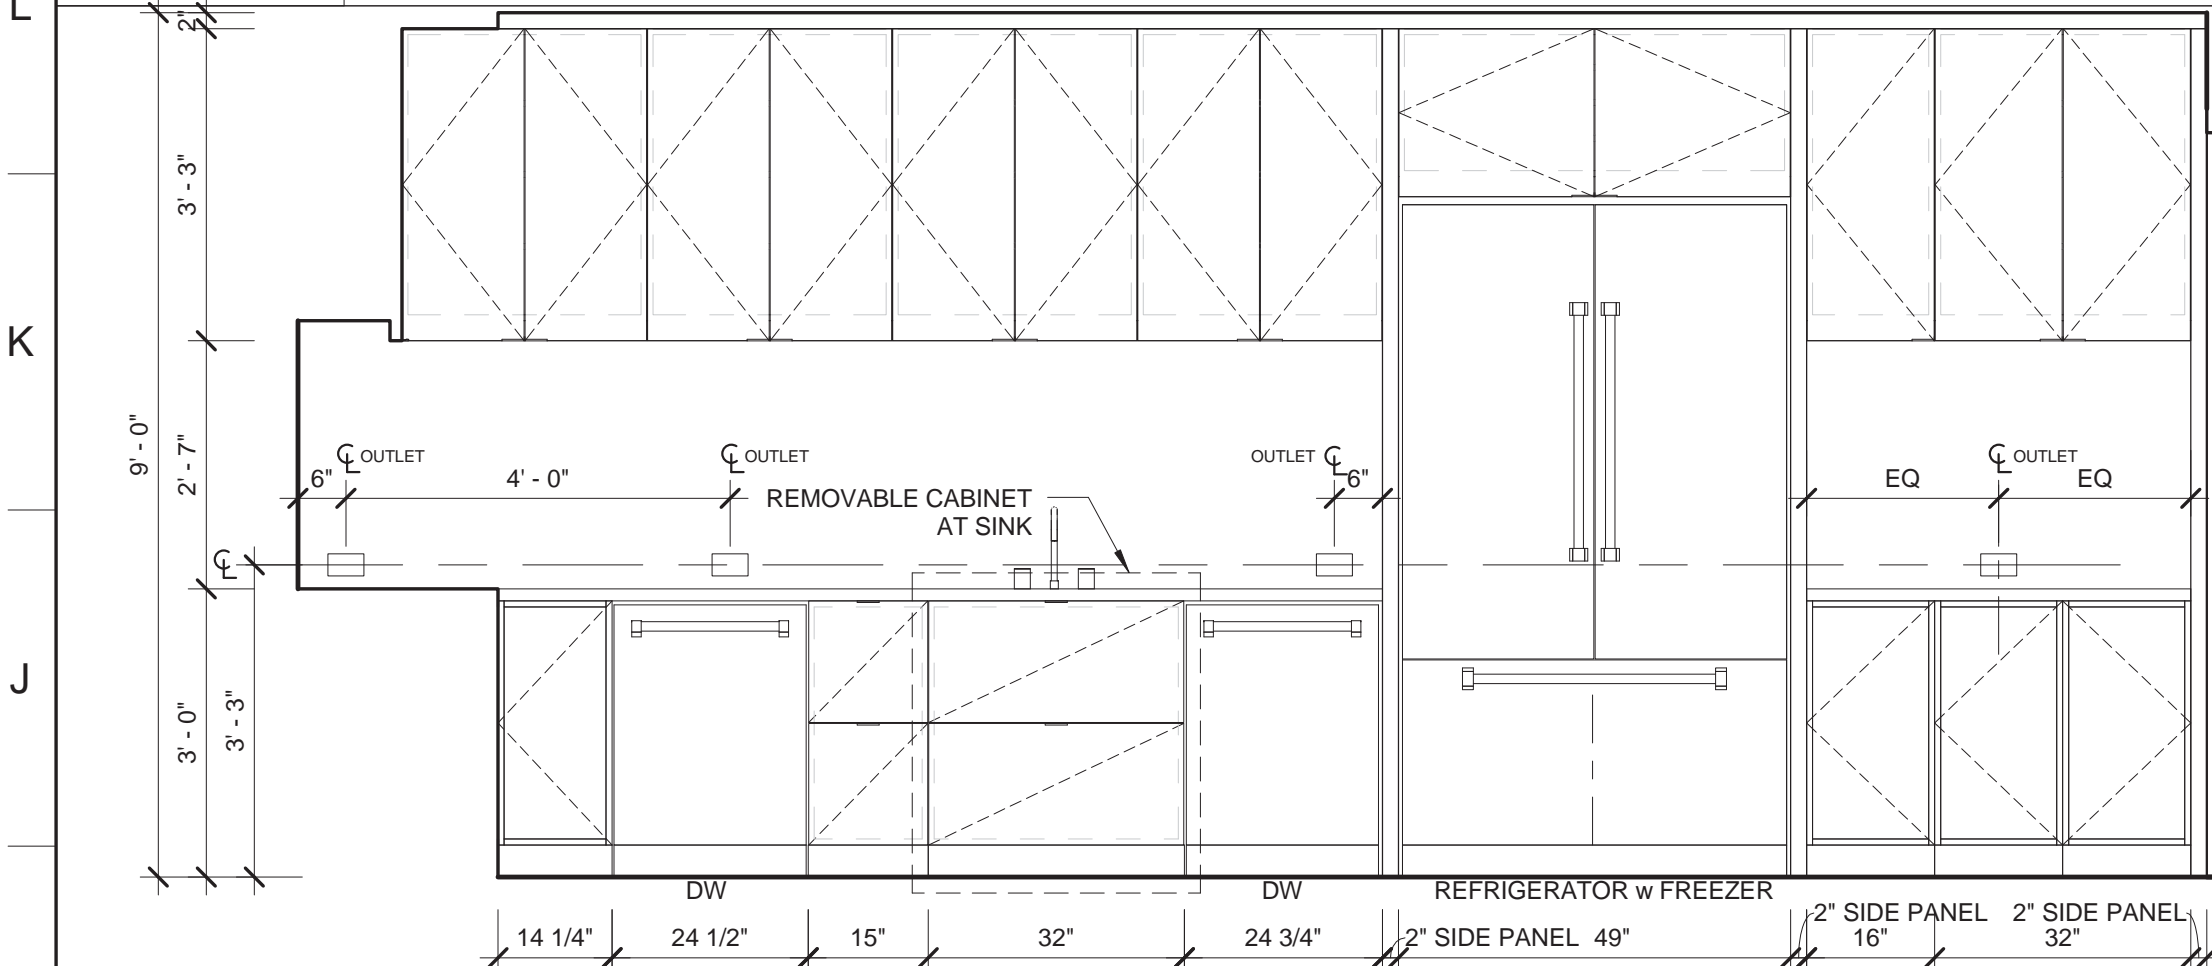 L
2"
3' - 3"
K
9' - 0"
2' - 7"
℄ OUTLET
℄ OUTLET
OUTLET ℄
℄ OUTLET
6"
4' - 0"
6"
EQ
EQ
REMOVABLE CABINET
AT SINK
℄
J
3' - 0"
3' - 3"
DW
DW
REFRIGERATOR w FREEZER
2" SIDE PANEL
2" SIDE PANEL
14 1/4"
24 1/2"
15"
32"
24 3/4"
2" SIDE PANEL
49"
16"
32"